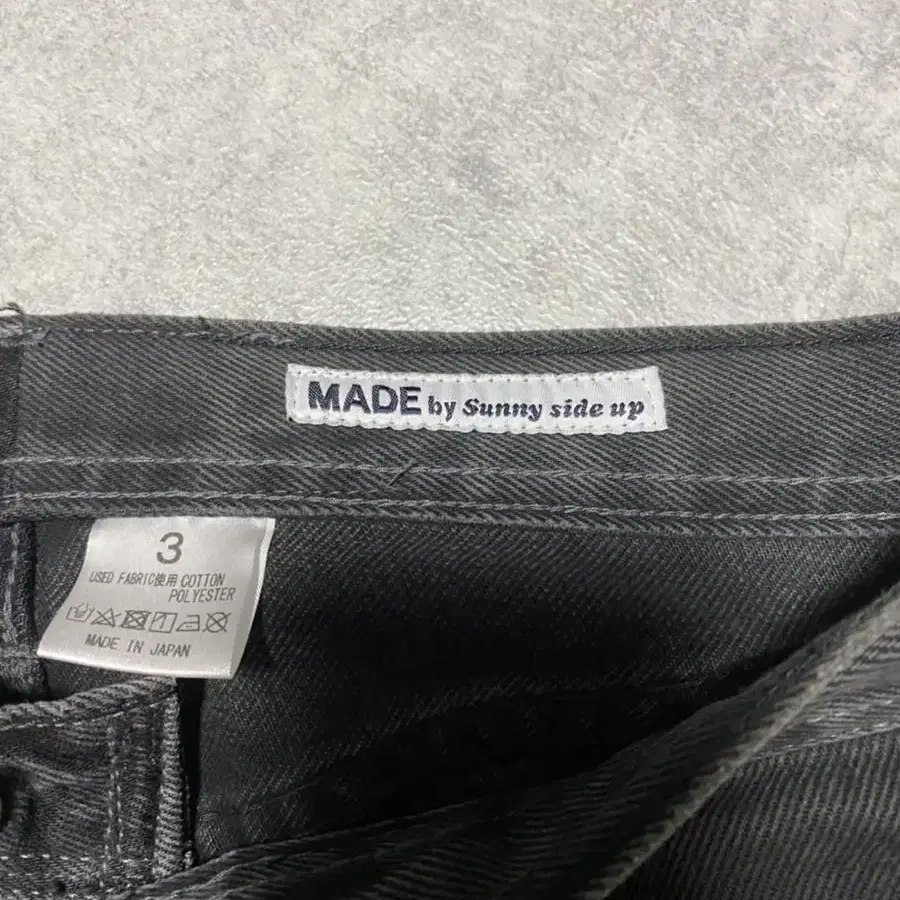 MADE by Sunny side up
3
USED FABRIC使用 COTTON
POLYESTER
MADE IN JAPAN